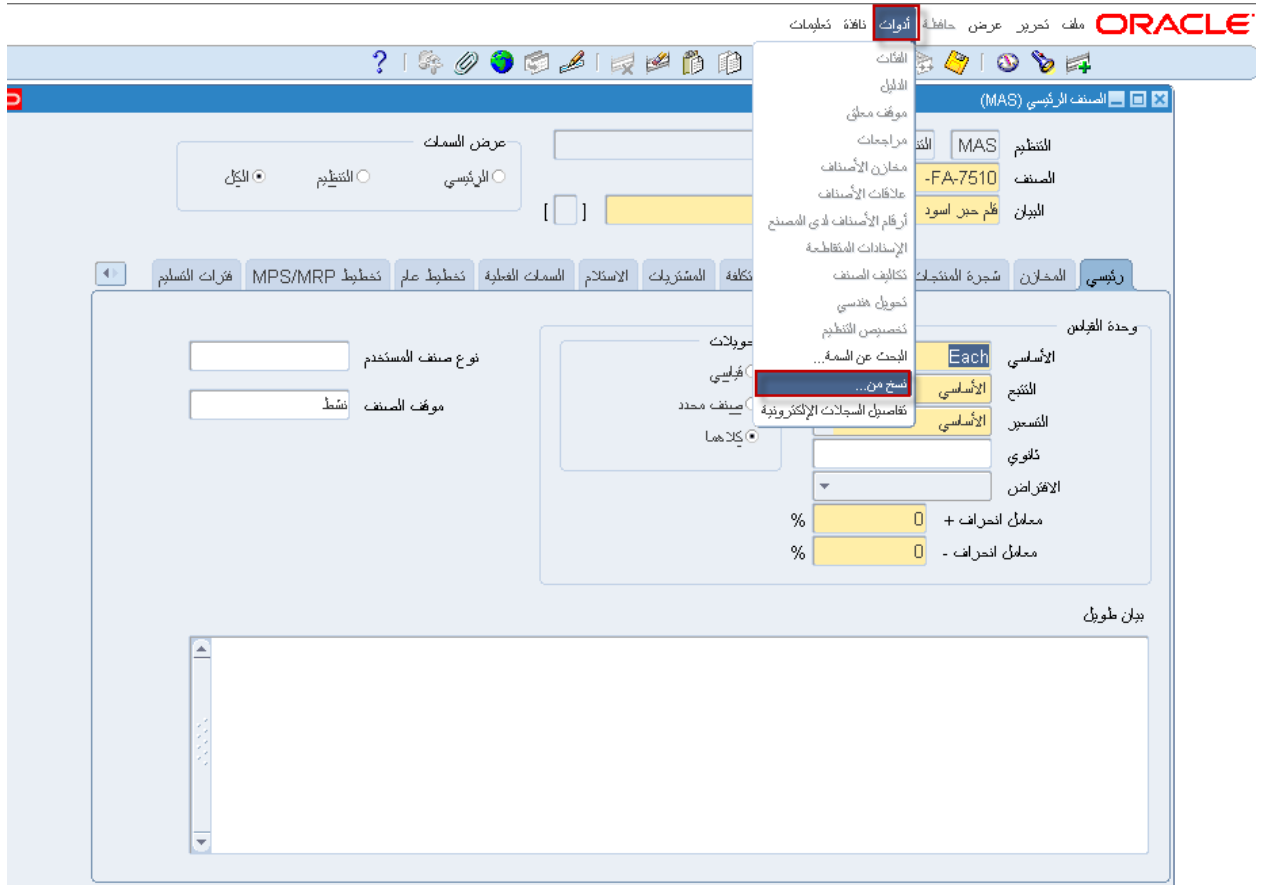 ORACLE
ملف تحرير عرض حافظة أدوات نافذة تعليمات
الصنف الرئيسي (MAS)
الفئات
الدليل
موقف معلق
مراجعات
مخازن الأصناف
علاقات الأصناف
أرقام الأصناف لدى المصنع
الإسنادات المتقاطعة
تكاليف الصنف
تحويل هندسي
تخصيص التنظيم
البحث عن السمة...
نسخ من...
تفاصيل السجلات الإلكترونية
التنظيم MAS
الصنف FA-7510-
البيان قلم حبر اسود
[ ]
عرض السمات
الرئيسي التنظيم الكل
رئيسي المخازن شجرة المنتجات تكلفة المشتريات الاستلام السمات الفعلية تخطيط عام تخطيط MPS/MRP فترات التسليم
وحدة القياس
الأساسي Each
التتبع الأساسي
التسعير الأساسي
ثانوي
الافتراض
معامل انحراف + 0 %
معامل انحراف - 0 %
قياسي
صنف محدد
كلاهما
نوع صنف المستخدم
موقف الصنف نشط
بيان طويل